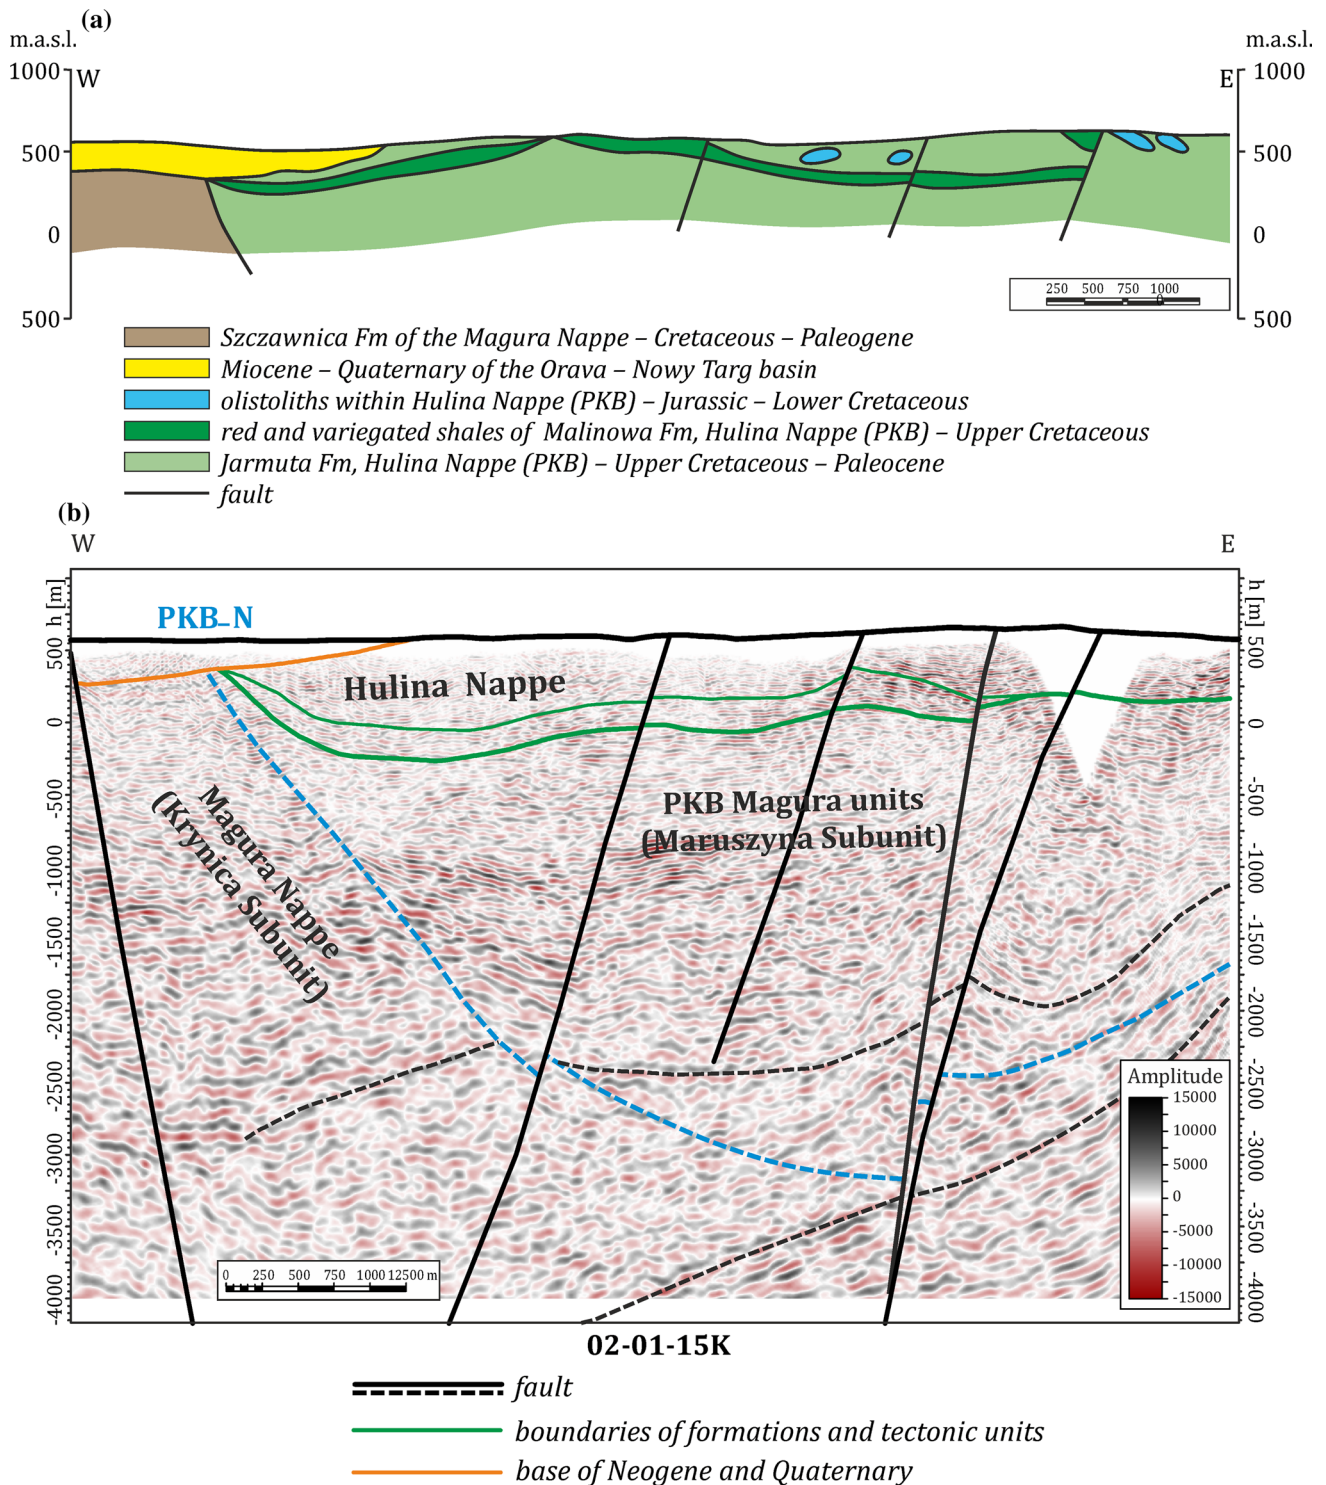 (a)
m.a.s.l. m.a.s.l.
1000 W E 1000
500 500
0 0
250 500 750 1000
0
500 500
Szczawnica Fm of the Magura Nappe – Cretaceous – Paleogene
Miocene – Quaternary of the Orava – Nowy Targ basin
olistoliths within Hulina Nappe (PKB) – Jurassic – Lower Cretaceous
red and variegated shales of Malinowa Fm, Hulina Nappe (PKB) – Upper Cretaceous
Jarmuta Fm, Hulina Nappe (PKB) – Upper Cretaceous – Paleocene
fault
(b)
W E
h [m] h [m]
PKB_N
500 500
Hulina Nappe
0 0
-500 -500
PKB Magura units
(Maruszyna Subunit)
Magura Nappe
(Krynica Subunit)
-1000 -1000
-1500 -1500
-2000 -2000
-2500 -2500
-3000 -3000
-3500 -3500
-4000 -4000
Amplitude
15000
10000
5000
0
-5000
-10000
-15000
0 250 500 750 1000 12500 m
02-01-15K
fault
boundaries of formations and tectonic units
base of Neogene and Quaternary